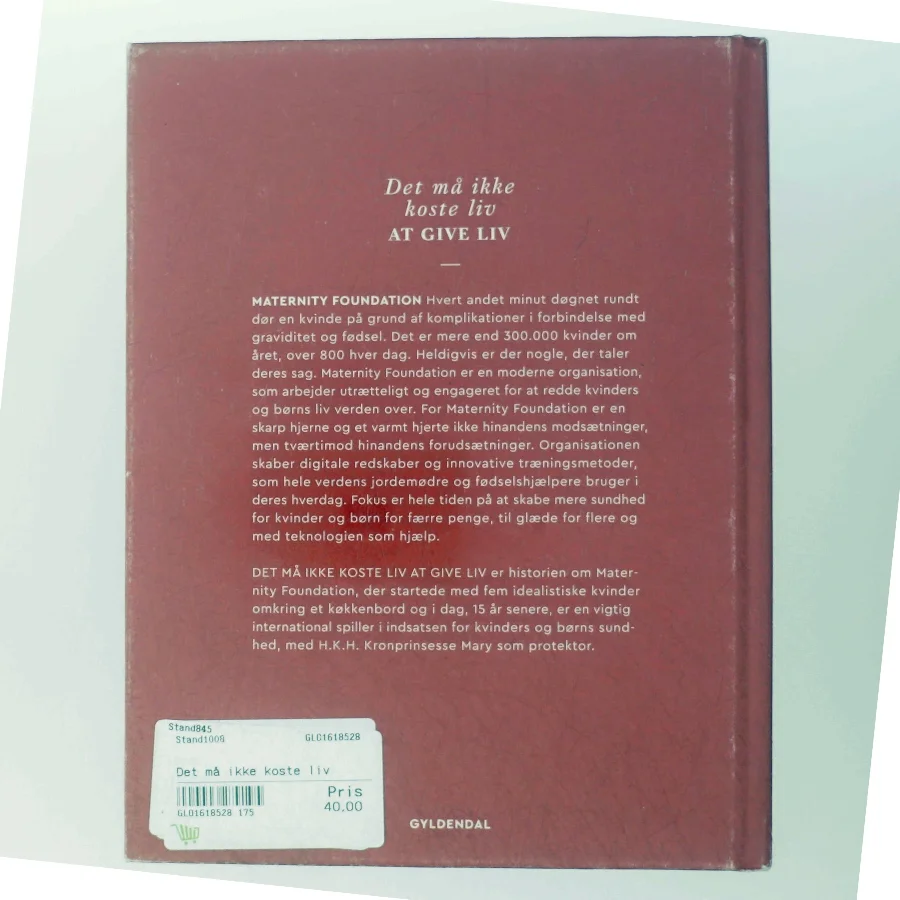 Det må ikke
koste liv
AT GIVE LIV
MATERNITY FOUNDATION Hvert andet minut døgnet rundt
dør en kvinde på grund af komplikationer i forbindelse med
graviditet og fødsel. Det er mere end 300.000 kvinder om
året, over 800 hver dag. Heldigvis er der nogle, der taler
deres sag. Maternity Foundation er en moderne organisation,
som arbejder utrætteligt og engageret for at redde kvinders
og børns liv verden over. For Maternity Foundation er en
skarp hjerne og et varmt hjerte ikke hinandens modsætninger,
men tværtimod hinandens forudsætninger. Organisationen
skaber digitale redskaber og innovative træningsmetoder,
som hele verdens jordemødre og fødselshjælpere bruger i
deres hverdag. Fokus er hele tiden på at skabe mere sundhed
for kvinder og børn for færre penge, til glæde for flere og
med teknologien som hjælp.
DET MÅ IKKE KOSTE LIV AT GIVE LIV er historien om Mater-
nity Foundation, der startede med fem idealistiske kvinder
omkring et køkkenbord og i dag, 15 år senere, er en vigtig
international spiller i indsatsen for kvinders og børns sund-
hed, med H.K.H. Kronprinsesse Mary som protektor.
Stand845
Stand1000 GL01618528
Det må ikke koste liv
Pris
40,00
GL01618528 175
GYLDENDAL